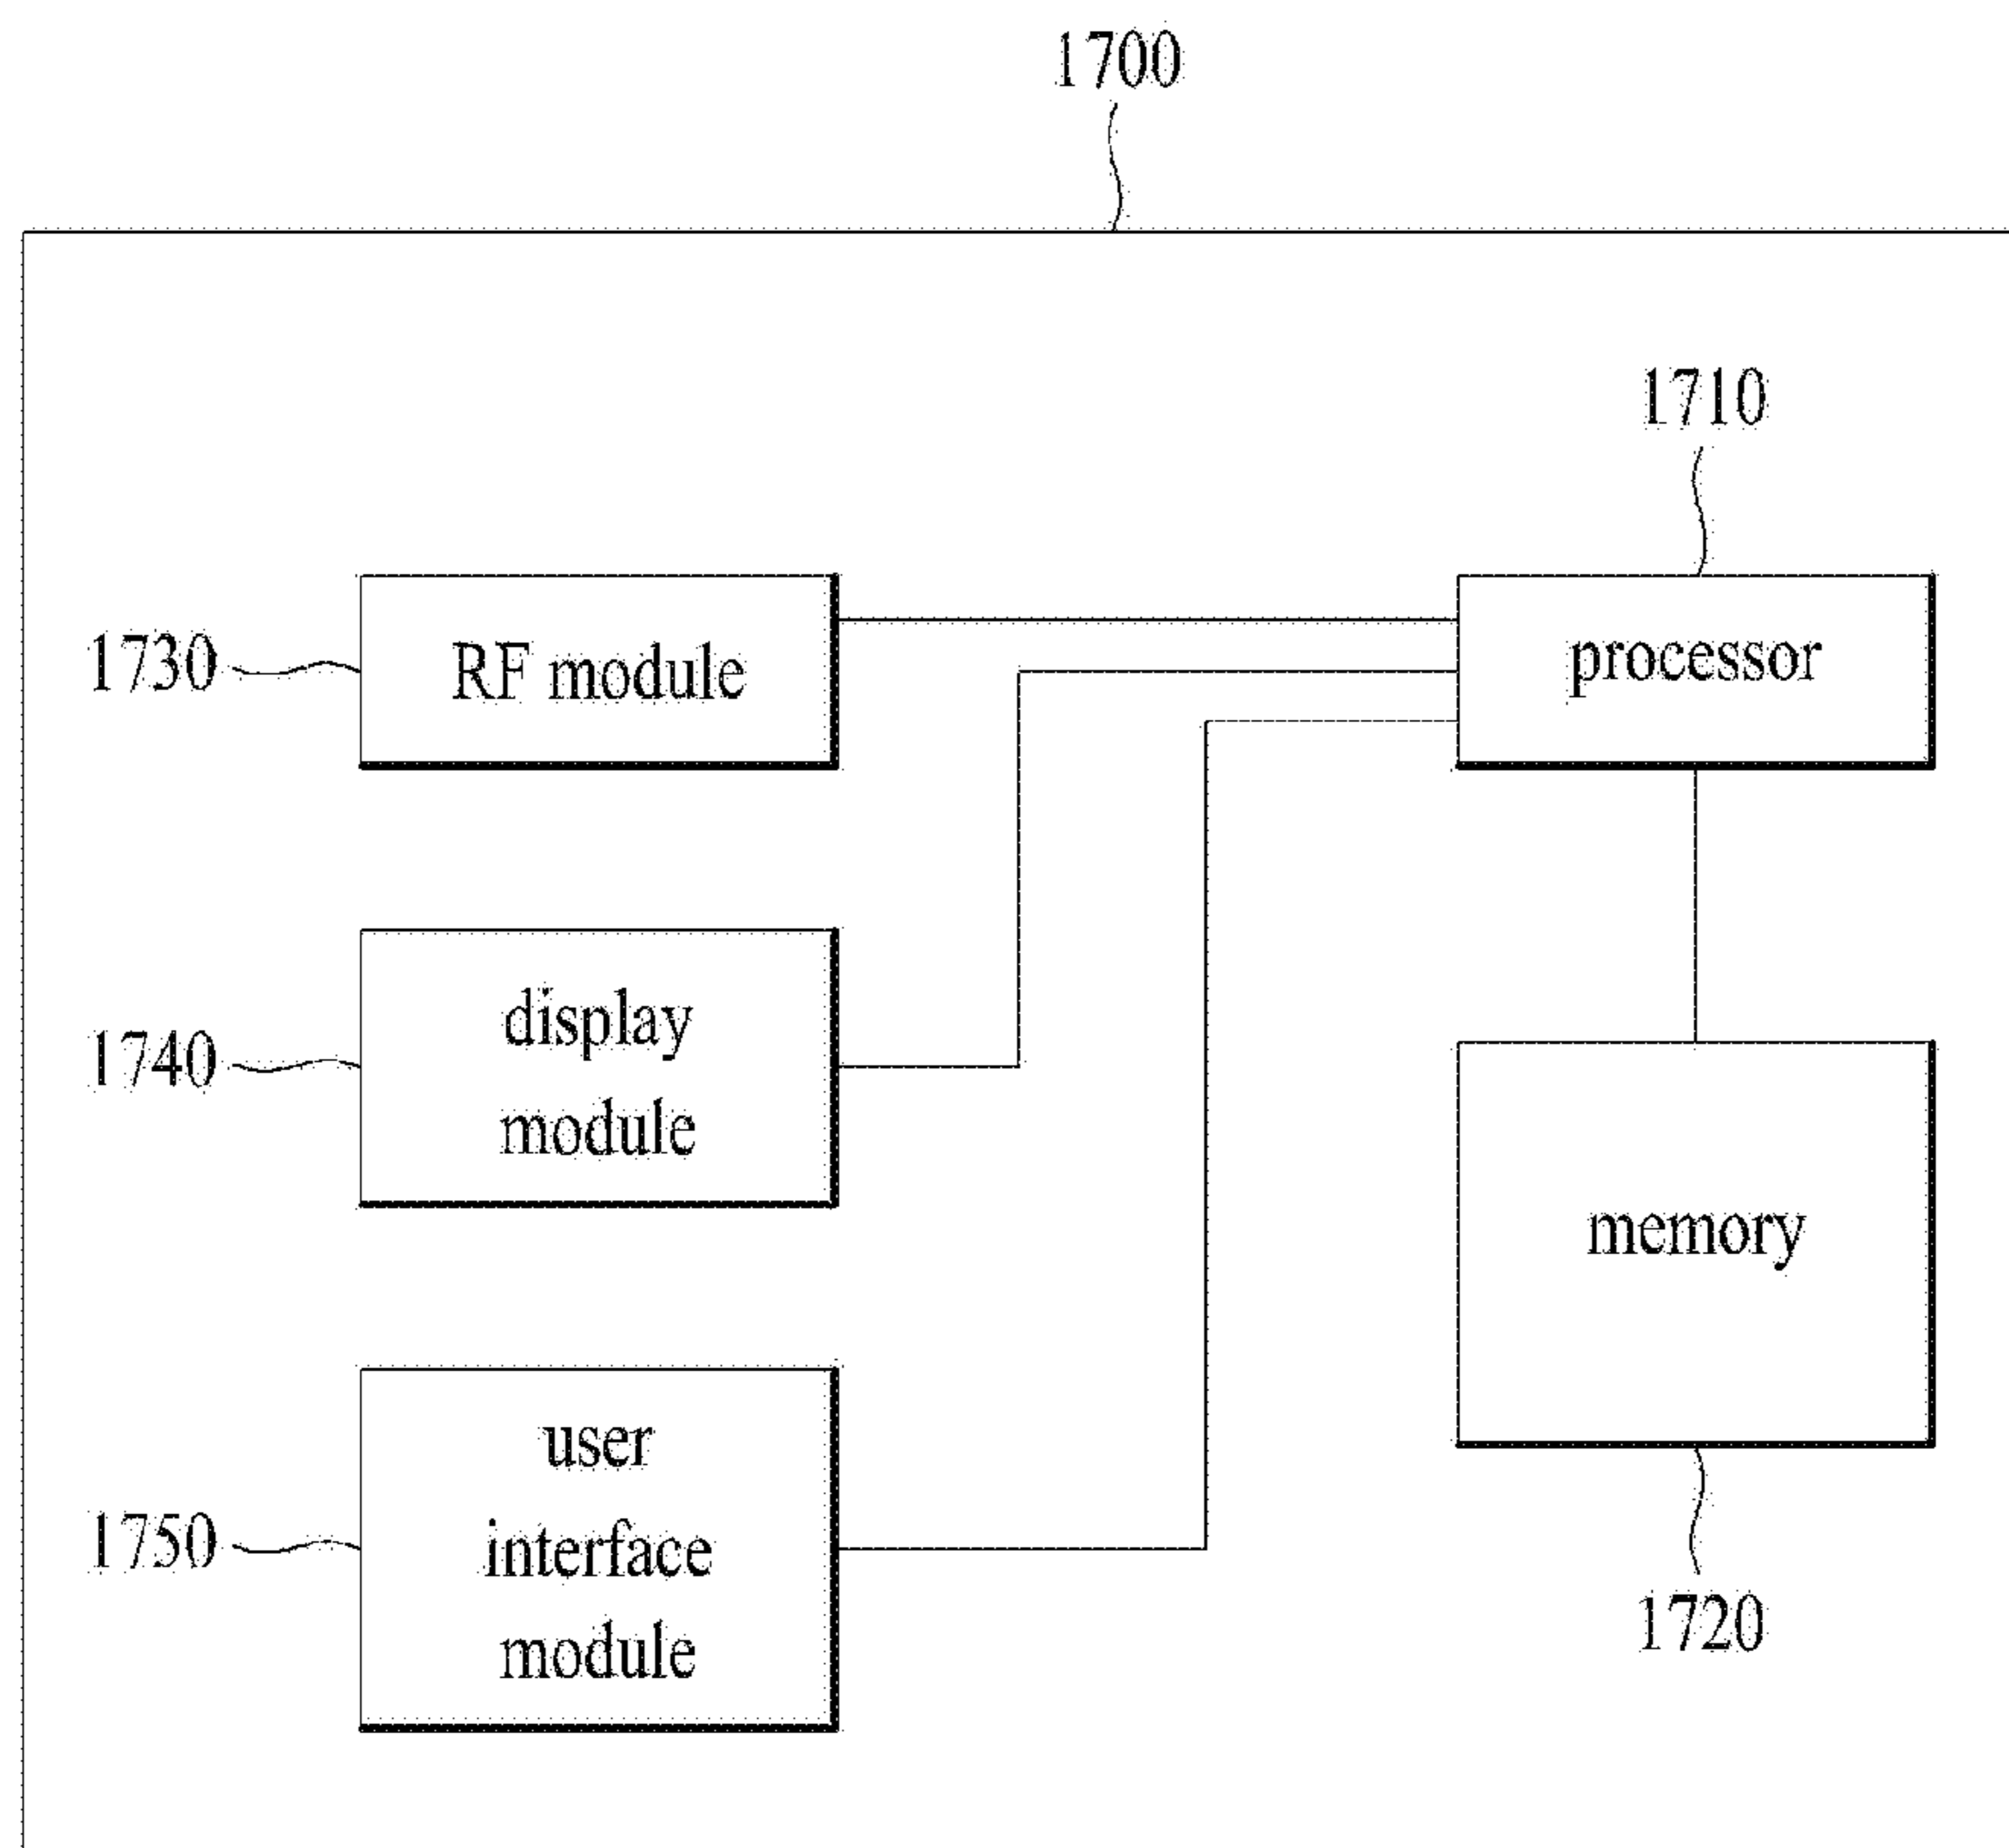 1700
1710
1730
RF module
processor
1740
display
module
memory
1750
user
interface
module
1720